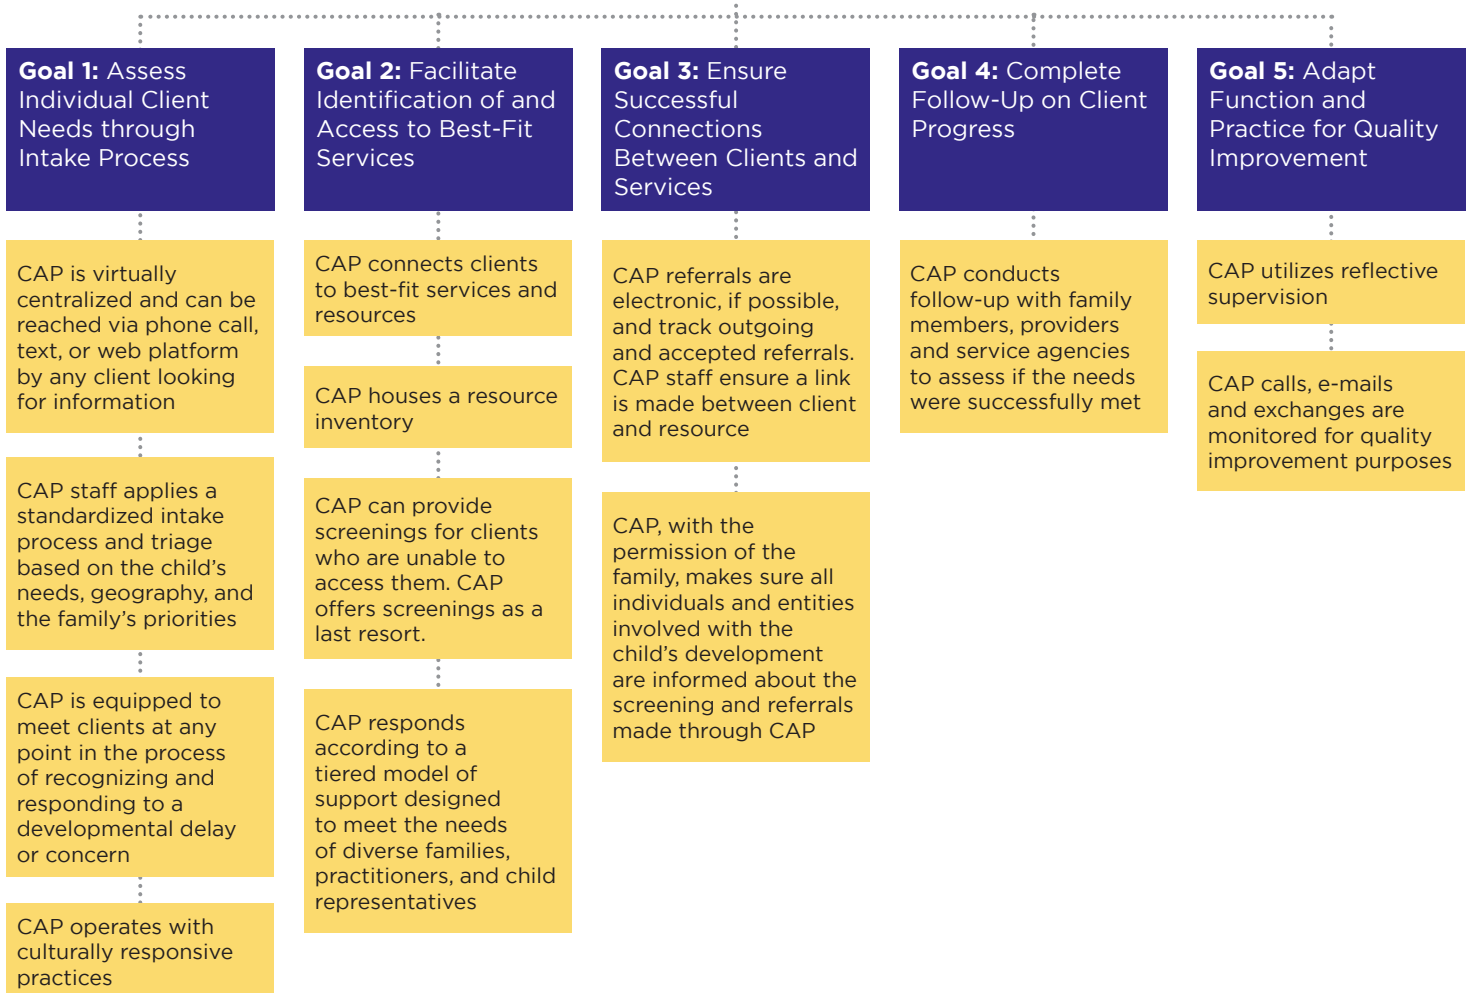 Goal 1: Assess
Individual Client
Needs through
Intake Process
CAP is virtually
centralized and can be
reached via phone call,
text, or web platform
by any client looking
for information
CAP staff applies a
standardized intake
process and triage
based on the child’s
needs, geography, and
the family’s priorities
CAP is equipped to
meet clients at any
point in the process
of recognizing and
responding to a
developmental delay
or concern
CAP operates with
culturally responsive
practices
Goal 2: Facilitate
Identification of and
Access to Best-Fit
Services
CAP connects clients
to best-fit services and
resources
CAP houses a resource
inventory
CAP can provide
screenings for clients
who are unable to
access them. CAP
offers screenings as a
last resort.
CAP responds
according to a
tiered model of
support designed
to meet the needs
of diverse families,
practitioners, and child
representatives
Goal 3: Ensure
Successful
Connections
Between Clients and
Services
CAP referrals are
electronic, if possible,
and track outgoing
and accepted referrals.
CAP staff ensure a link
is made between client
and resource
CAP, with the
permission of the
family, makes sure all
individuals and entities
involved with the
child’s development
are informed about the
screening and referrals
made through CAP
Goal 4: Complete
Follow-Up on Client
Progress
CAP conducts
follow-up with family
members, providers
and service agencies
to assess if the needs
were successfully met
Goal 5: Adapt
Function and
Practice for Quality
Improvement
CAP utilizes reflective
supervision
CAP calls, e-mails
and exchanges are
monitored for quality
improvement purposes